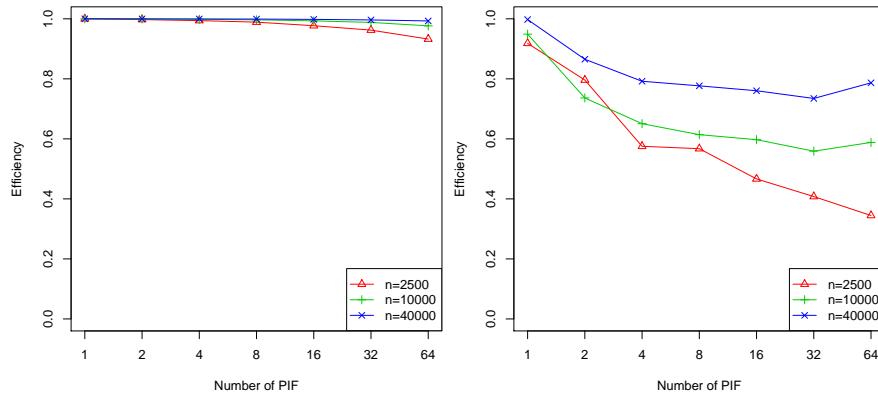 Efficiency
0.0
0.2
0.4
0.6
0.8
1.0
n=2500
n=10000
n=40000
1 2 4 8 16 32 64
Number of PIF
Efficiency
0.0
0.2
0.4
0.6
0.8
1.0
n=2500
n=10000
n=40000
1 2 4 8 16 32 64
Number of PIF